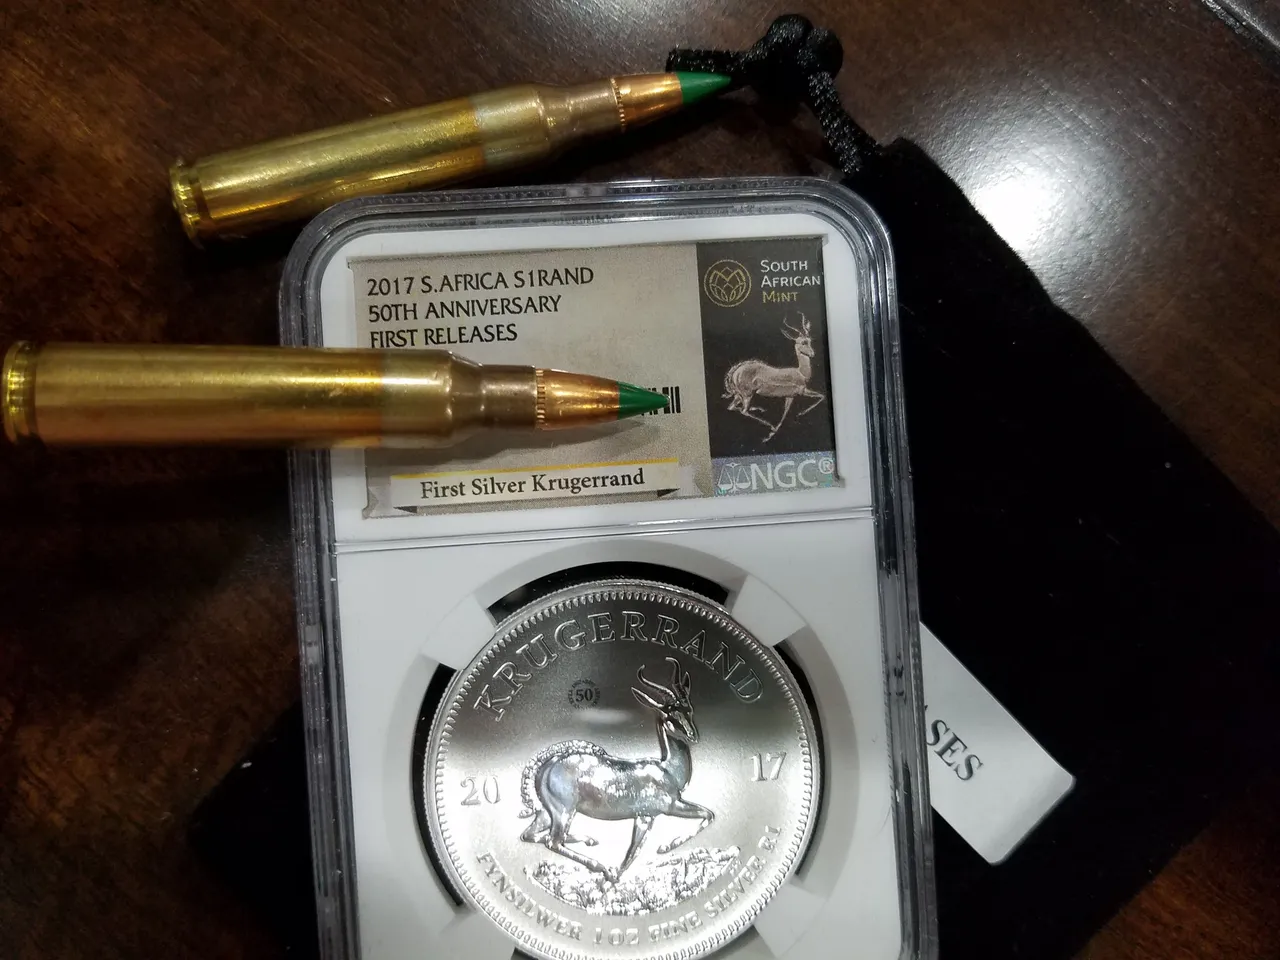 2017 S.AFRICA S1RAND
50TH ANNIVERSARY
FIRST RELEASES
First Silver Krugerrand
SOUTH
AFRICAN
MINT
NGC®
KRUGERRAND
50
20 17
FYNSILWER 1 OZ FINE SILVER R1
ASES